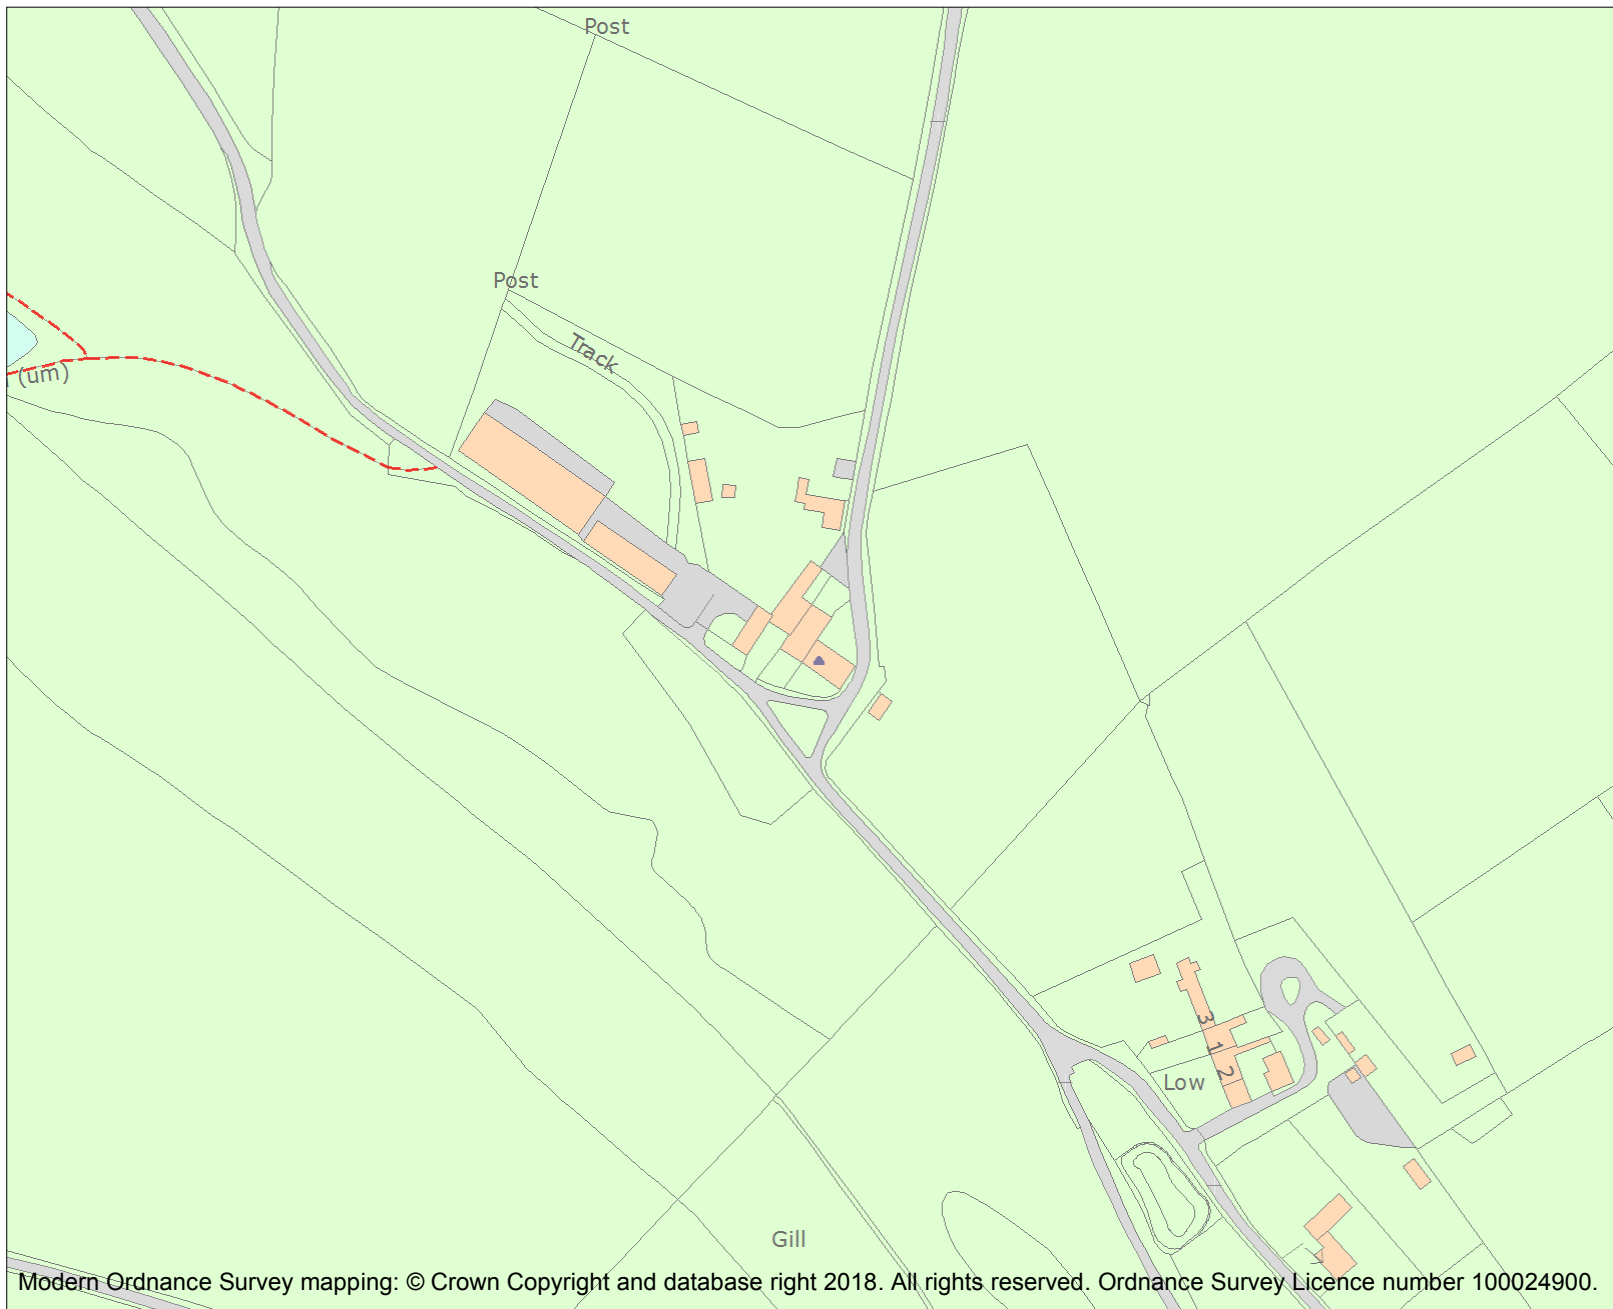 Post
Post
Track
(um)
3
1
2
Low
Gill
Modern Ordnance Survey mapping: © Crown Copyright and database right 2018. All rights reserved. Ordnance Survey Licence number 100024900.